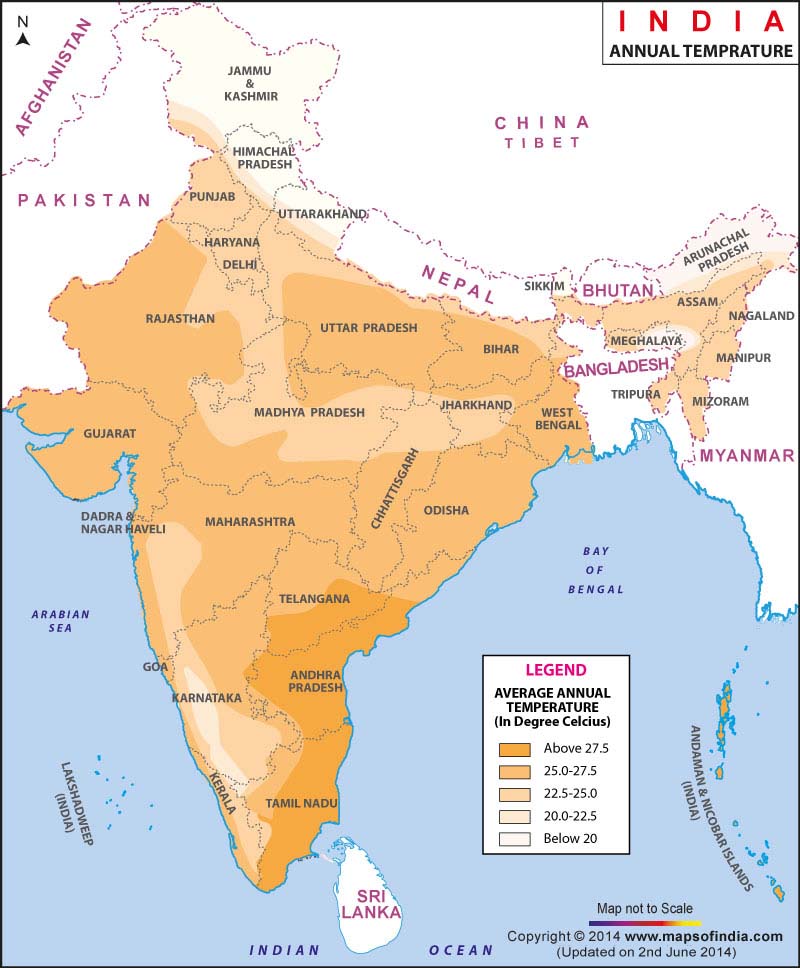 INDIA
ANNUAL TEMPRATURE
N
AFGHANISTAN
JAMMU
&
KASHMIR
CHINA
TIBET
HIMACHAL
PRADESH
PAKISTAN
PUNJAB
UTTARAKHAND
HARYANA
DELHI
ARUNACHAL
PRADESH
NEPAL
SIKKIM
BHUTAN
ASSAM
NAGALAND
RAJASTHAN
UTTAR PRADESH
BIHAR
MEGHALAYA
MANIPUR
BANGLADESH
TRIPURA
MIZORAM
MADHYA PRADESH
JHARKHAND
WEST
BENGAL
GUJARAT
MYANMAR
CHHATTISGARH
DADRA &
NAGAR HAVELI
MAHARASHTRA
ODISHA
BAY
OF
BENGAL
TELANGANA
ARABIAN
SEA
GOA
ANDHRA
PRADESH
KARNATAKA
LEGEND
AVERAGE ANNUAL
TEMPERATURE
(In Degree Celcius)
Above 27.5
25.0-27.5
22.5-25.0
20.0-22.5
Below 20
LAKSHADWEEP
(INDIA)
KERALA
TAMIL NADU
ANDAMAN & NICOBAR ISLANDS
(INDIA)
SRI
LANKA
INDIAN OCEAN
Map not to Scale
Copyright © 2014 www.mapsofindia.com
(Updated on 2nd June 2014)